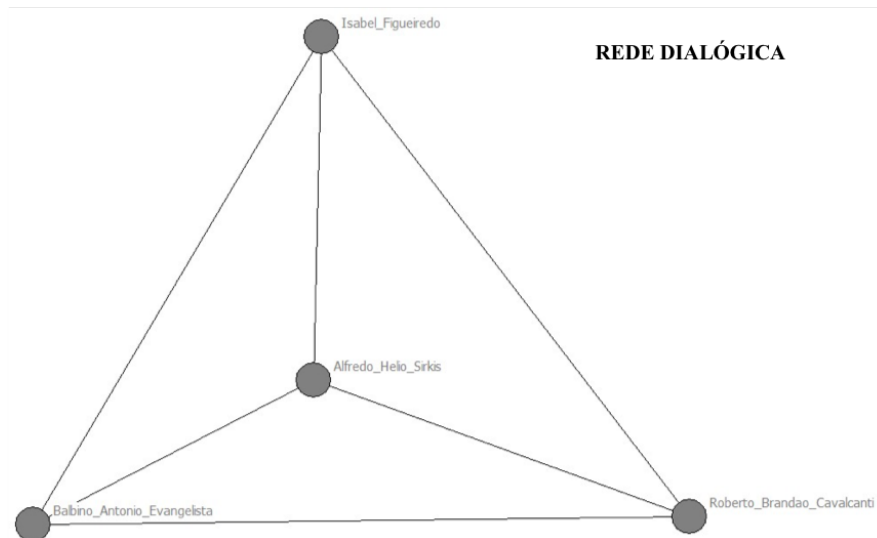 Isabel_Figueiredo
REDE DIALÓGICA
Alfredo_Helio_Sirkis
Balbino_Antonio_Evangelista
Roberto_Brandao_Cavalcanti